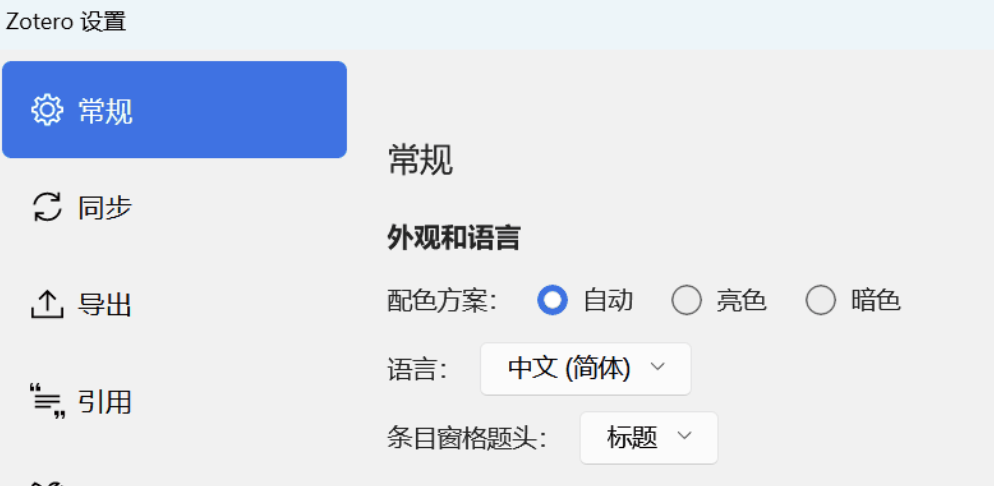 Zotero 设置
常规
同步
导出
引用
常规
外观和语言
配色方案: 自动 亮色 暗色
语言: 中文 (简体)
条目窗格题头: 标题